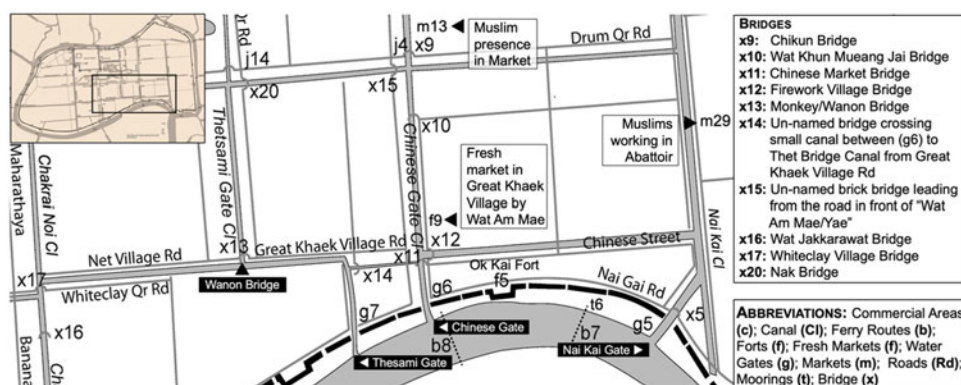 m13
Muslim
presence
in Market
Qr Rd
j14
j4
x9
Drum Qr Rd
x20
x15
Thetsami Gate Cl
Chinese Gate Cl
x10
Muslims
working in
Abattoir
m29
Fresh
market in
Great Khaek
Village by
Wat Am Mae
f9
Maharathaya
Chakrai Noi Cl
Nai Kai Cl
Net Village Rd
x13
Great Khaek Village Rd
x11
x12
Chinese Street
x17
Whiteclay Qr Rd
Wanon Bridge
x14
Ok Kai Fort
f5
Nai Gai Rd
g7
g6
t6
x16
Chinese Gate
b8
b7
g5
x5
Thesami Gate
Nai Kai Gate
Banana
Ch
BRIDGES
x9: Chikun Bridge
x10: Wat Khun Mueang Jai Bridge
x11: Chinese Market Bridge
x12: Firework Village Bridge
x13: Monkey/Wanon Bridge
x14: Un-named bridge crossing
small canal between (g6) to
Thet Bridge Canal from Great
Khaek Village Rd
x15: Un-named brick bridge leading
from the road in front of "Wat
Am Mae/Yae"
x16: Wat Jakkarawat Bridge
x17: Whiteclay Village Bridge
x20: Nak Bridge
ABBREVIATIONS: Commercial Areas
(c); Canal (Cl); Ferry Routes (b);
Forts (f); Fresh Markets (f); Water
Gates (g); Markets (m); Roads (Rd);
Moorings (t); Bridge (x)